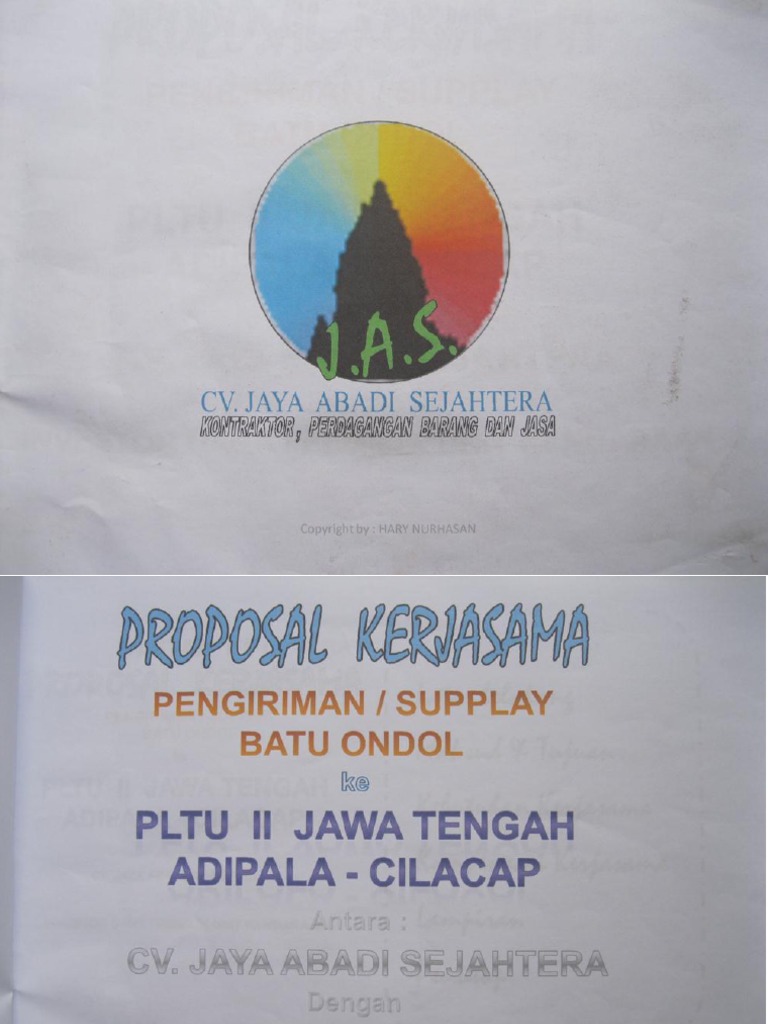 J.A.S.
CV. JAYA ABADI SEJAHTERA
KONTRAKTOR, PERDAGANGAN BARANG DAN JASA
Copyright by : HARY NURHASAN
PROPOSAL KERJASAMA
PENGIRIMAN / SUPPLAY
BATU ONDOL
ke
PLTU II JAWA TENGAH
ADIPALA - CILACAP
Antara :
CV. JAYA ABADI SEJAHTERA
Dengan